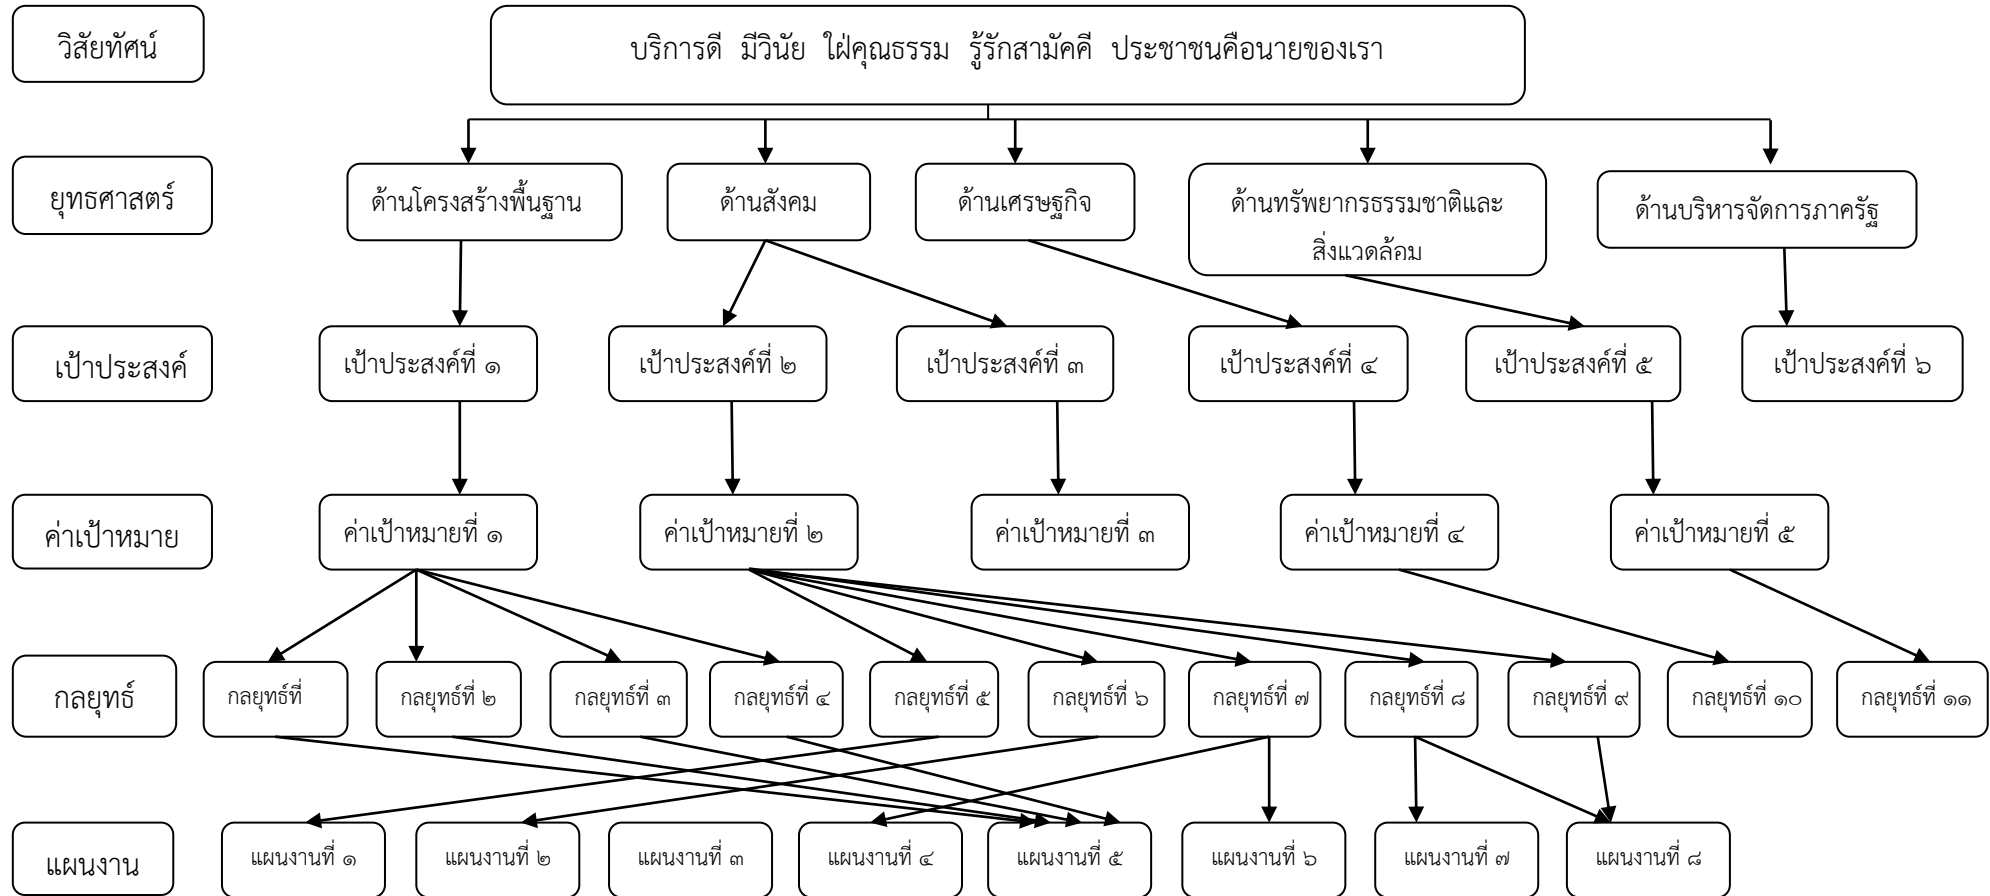 วิสัยทัศน์
บริการดี มีวินัย ใฝ่คุณธรรม รู้รักสามัคคี ประชาชนคือนายของเรา
ยุทธศาสตร์
ด้านโครงสร้างพื้นฐาน
ด้านสังคม
ด้านเศรษฐกิจ
ด้านทรัพยากรธรรมชาติและ
สิ่งแวดล้อม
ด้านบริหารจัดการภาครัฐ
เป้าประสงค์
เป้าประสงค์ที่ ๑
เป้าประสงค์ที่ ๒
เป้าประสงค์ที่ ๓
เป้าประสงค์ที่ ๔
เป้าประสงค์ที่ ๕
เป้าประสงค์ที่ ๖
ค่าเป้าหมาย
ค่าเป้าหมายที่ ๑
ค่าเป้าหมายที่ ๒
ค่าเป้าหมายที่ ๓
ค่าเป้าหมายที่ ๔
ค่าเป้าหมายที่ ๕
กลยุทธ์
กลยุทธ์ที่
กลยุทธ์ที่ ๒
กลยุทธ์ที่ ๓
กลยุทธ์ที่ ๔
กลยุทธ์ที่ ๕
กลยุทธ์ที่ ๖
กลยุทธ์ที่ ๗
กลยุทธ์ที่ ๘
กลยุทธ์ที่ ๙
กลยุทธ์ที่ ๑๐
กลยุทธ์ที่ ๑๑
แผนงาน
แผนงานที่ ๑
แผนงานที่ ๒
แผนงานที่ ๓
แผนงานที่ ๔
แผนงานที่ ๕
แผนงานที่ ๖
แผนงานที่ ๗
แผนงานที่ ๘